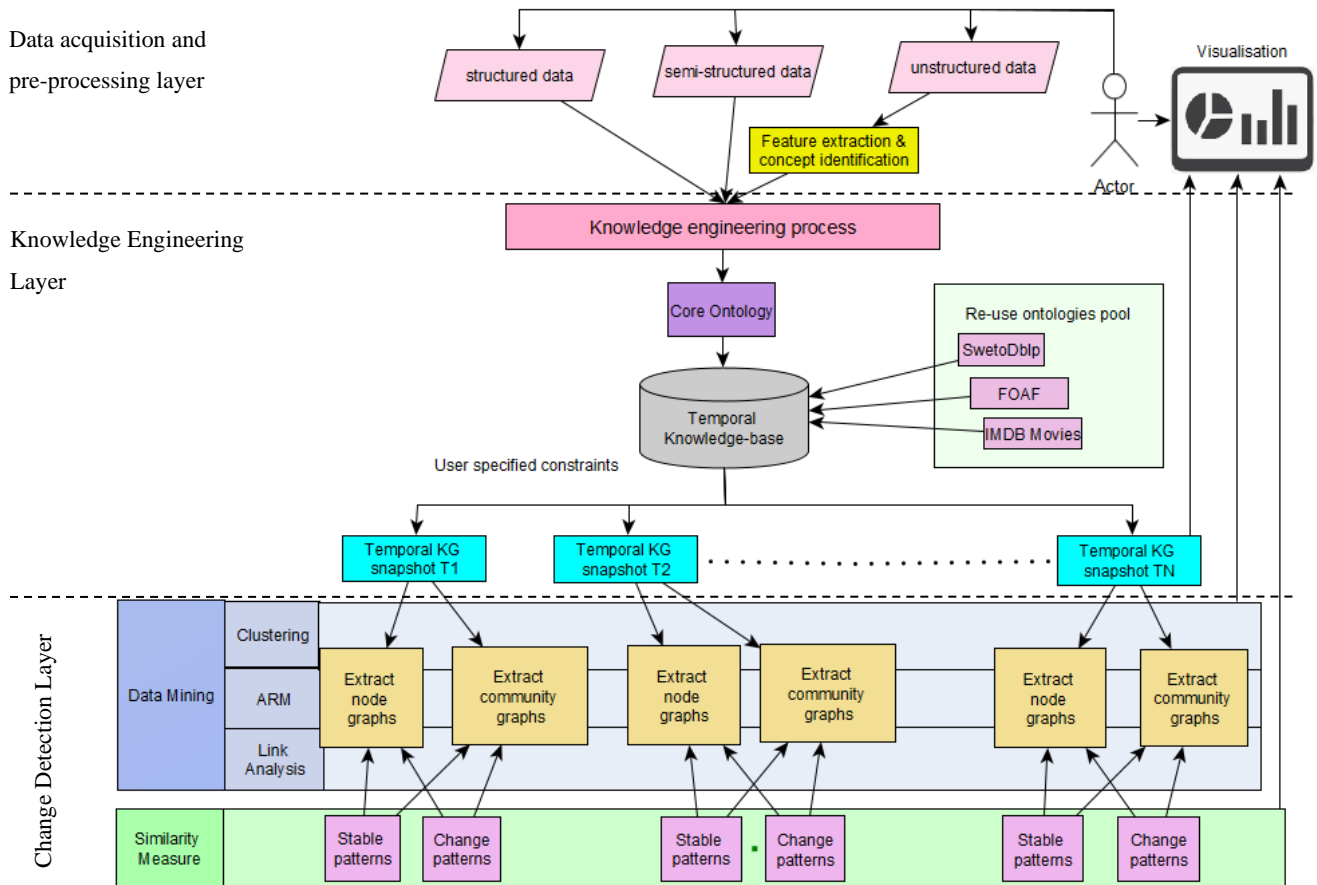 Data acquisition and
pre-processing layer
structured data
semi-structured data
unstructured data
Visualisation
Feature extraction &
concept identification
Actor
Knowledge Engineering
Layer
Knowledge engineering process
Core Ontology
Re-use ontologies pool
SwetoDblp
FOAF
IMDB Movies
Temporal
Knowledge-base
User specified constraints
Temporal KG
snapshot T1
Temporal KG
snapshot T2
Temporal KG
snapshot TN
Change Detection Layer
Data Mining
Clustering
ARM
Link
Analysis
Extract
node
graphs
Extract
community
graphs
Extract
node
graphs
Extract
community
graphs
Extract
node
graphs
Extract
community
graphs
Similarity
Measure
Stable
patterns
Change
patterns
Stable
patterns
Change
patterns
Stable
patterns
Change
patterns